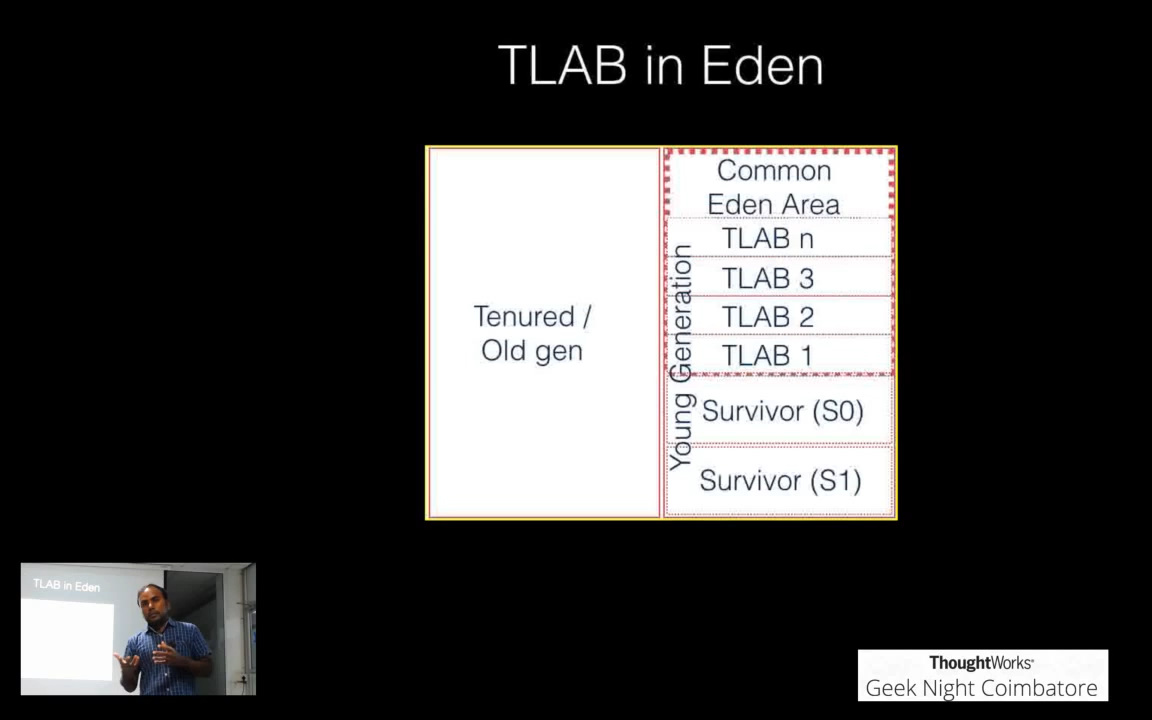 TLAB in Eden
Tenured /
Old gen
Young Generation
Common
Eden Area
TLAB n
TLAB 3
TLAB 2
TLAB 1
Survivor (S0)
Survivor (S1)
TLAB in Eden
ThoughtWorks®
Geek Night Coimbatore